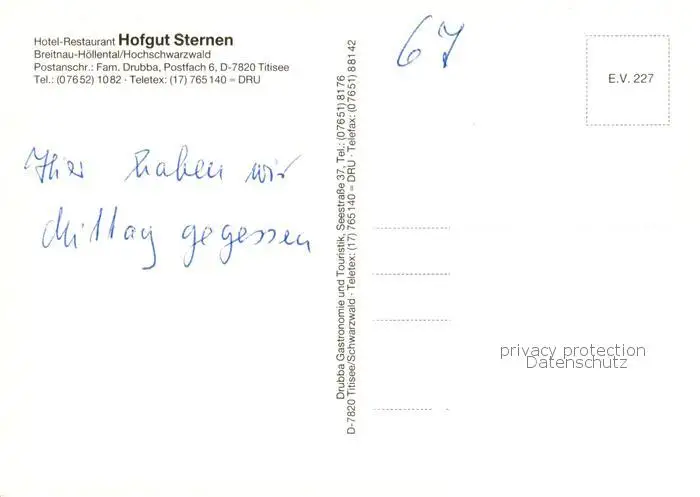 Hotel-Restaurant Hofgut Sternen
Breitnau-Höllental/Hochschwarzwald
Postanschr.: Fam. Drubba, Postfach 6, D-7820 Titisee
Tel.: (07652) 1082 · Teletex: (17) 765140 = DRU
Hier haben wir
Mittag gegessen
Drubba Gastronomie und Touristik, Seestraße 37, Tel.: (07651) 8176
D-7820 Titisee/Schwarzwald · Teletex: (17) 765140 = DRU · Telefax: (07651) 88142
67
E.V. 227
privacy protection
Datenschutz